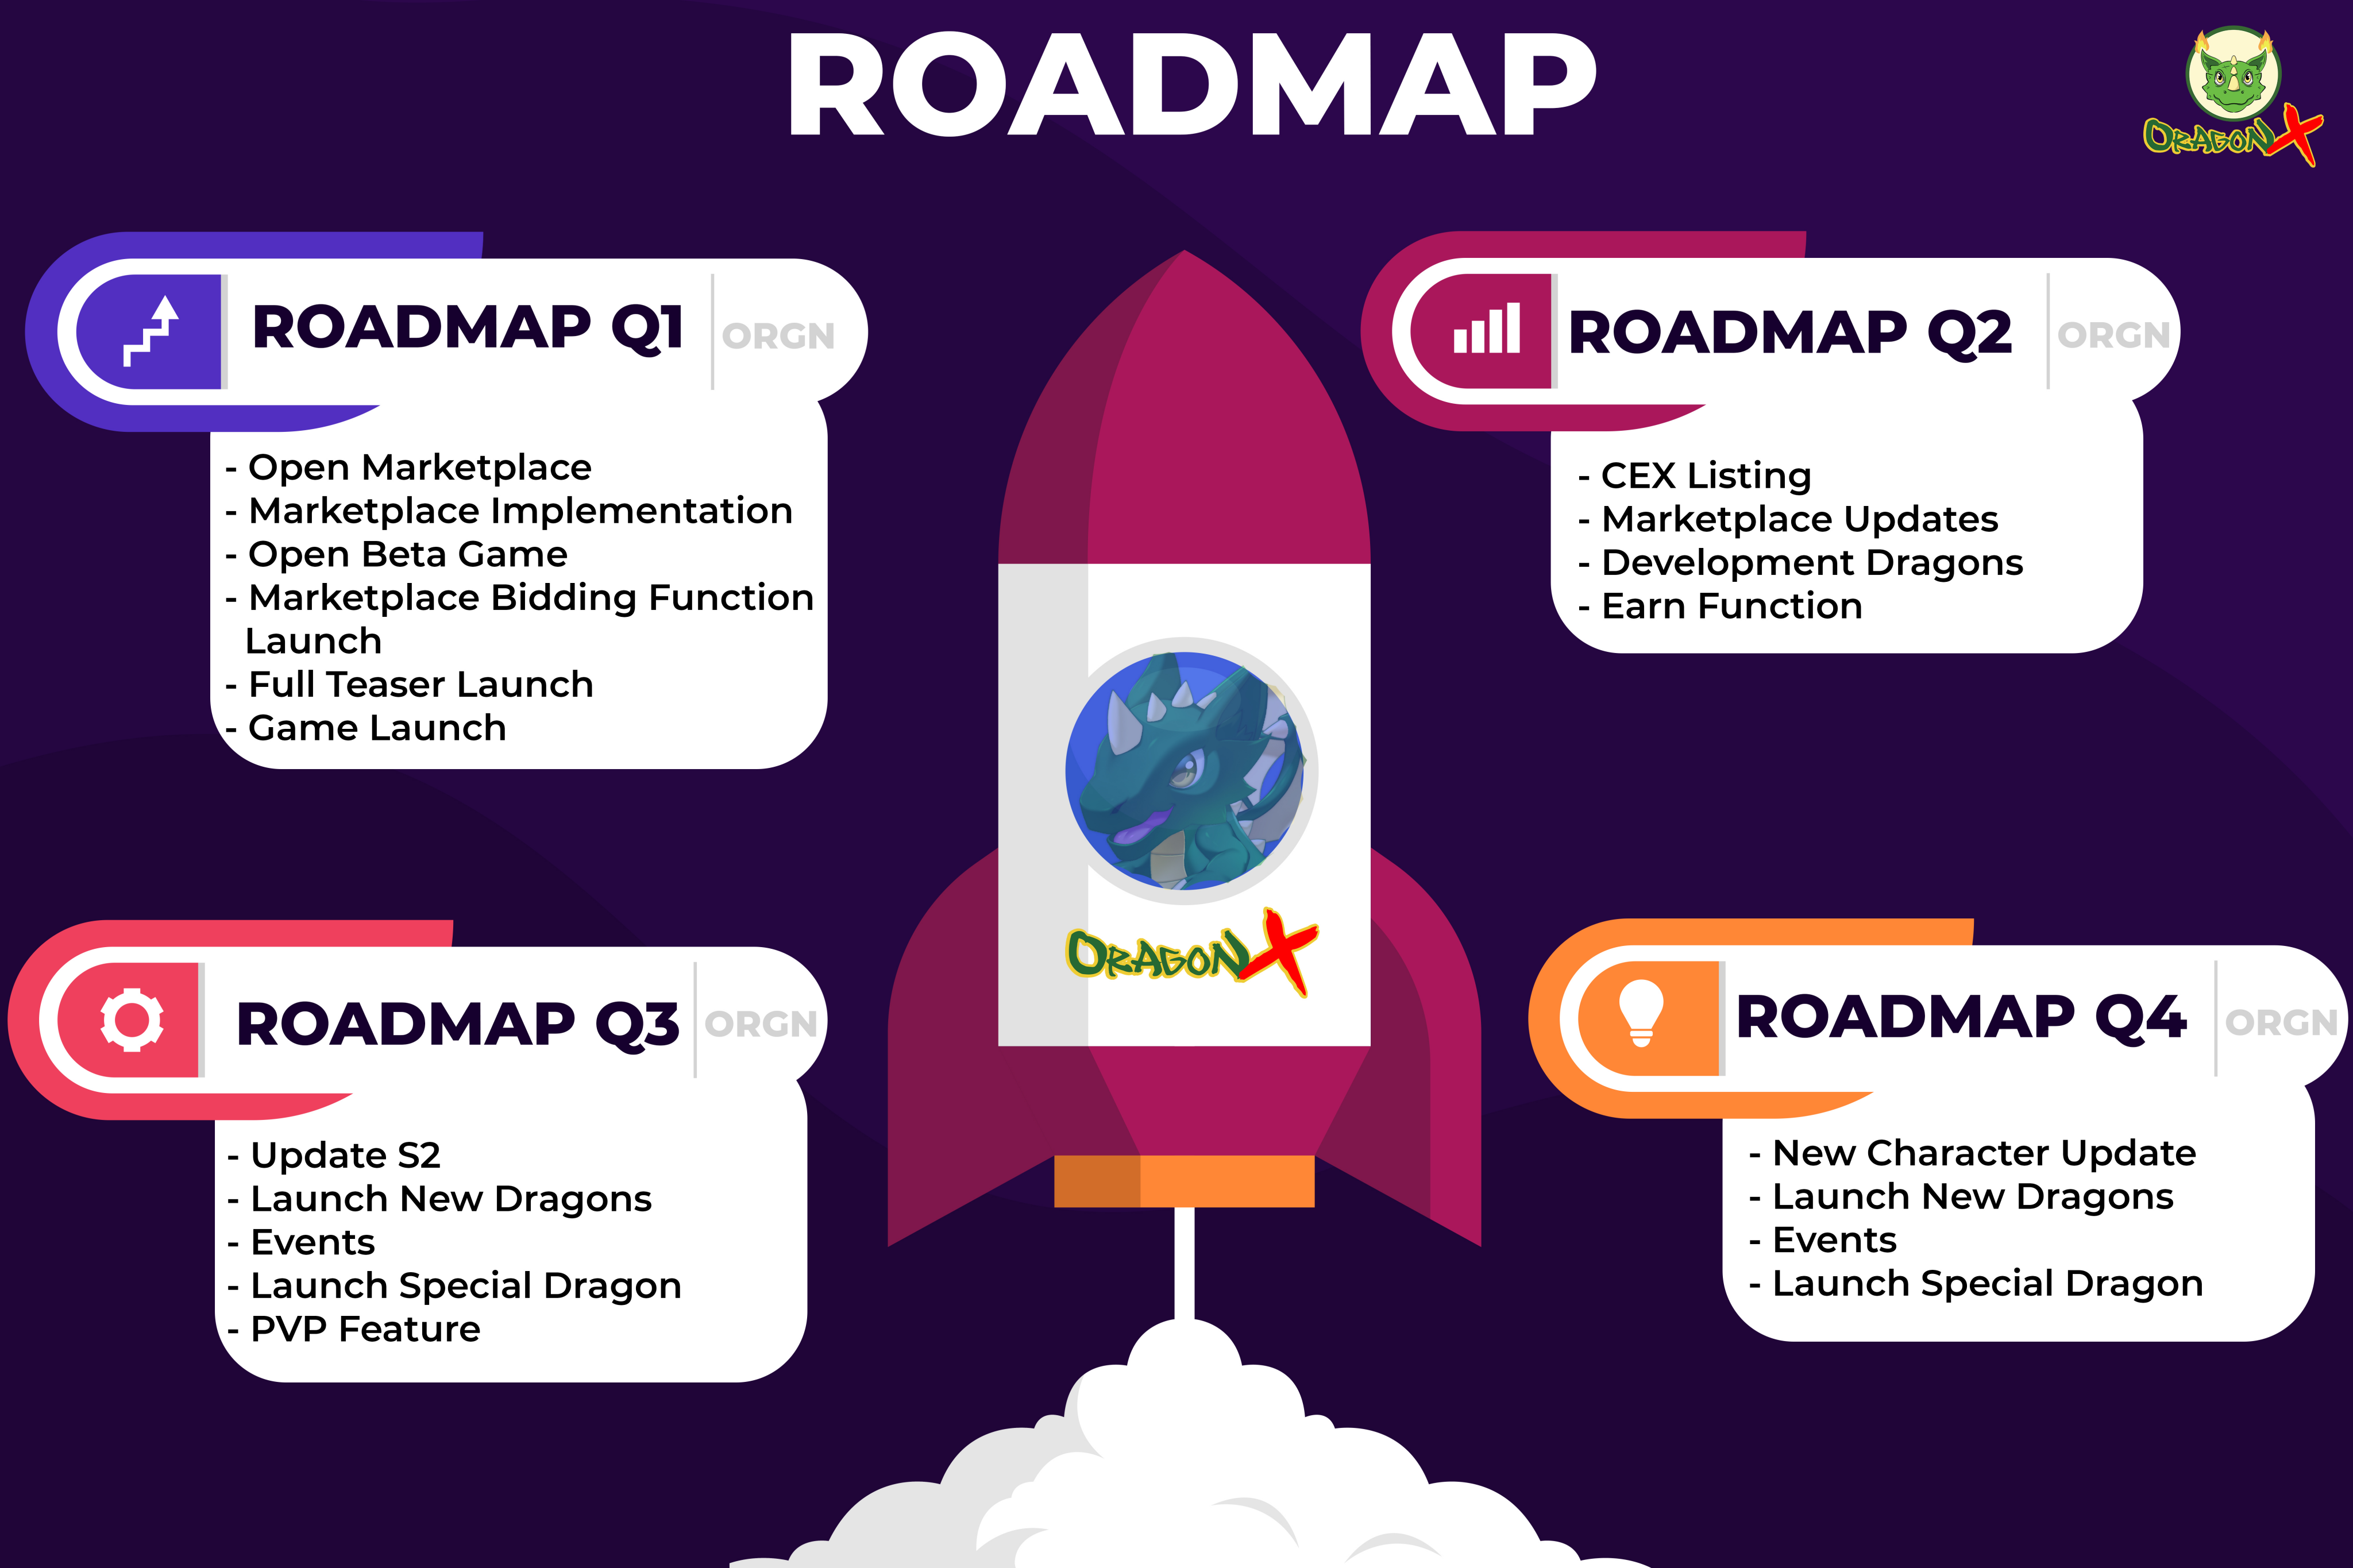 ROADMAP
ORAGONX
ROADMAP Q1
ORGN
- Open Marketplace
- Marketplace Implementation
- Open Beta Game
- Marketplace Bidding Function
Launch
- Full Teaser Launch
- Game Launch
ROADMAP Q2
ORGN
- CEX Listing
- Marketplace Updates
- Development Dragons
- Earn Function
ORAGONX
ROADMAP Q3
ORGN
- Update S2
- Launch New Dragons
- Events
- Launch Special Dragon
- PVP Feature
ROADMAP Q4
ORGN
- New Character Update
- Launch New Dragons
- Events
- Launch Special Dragon